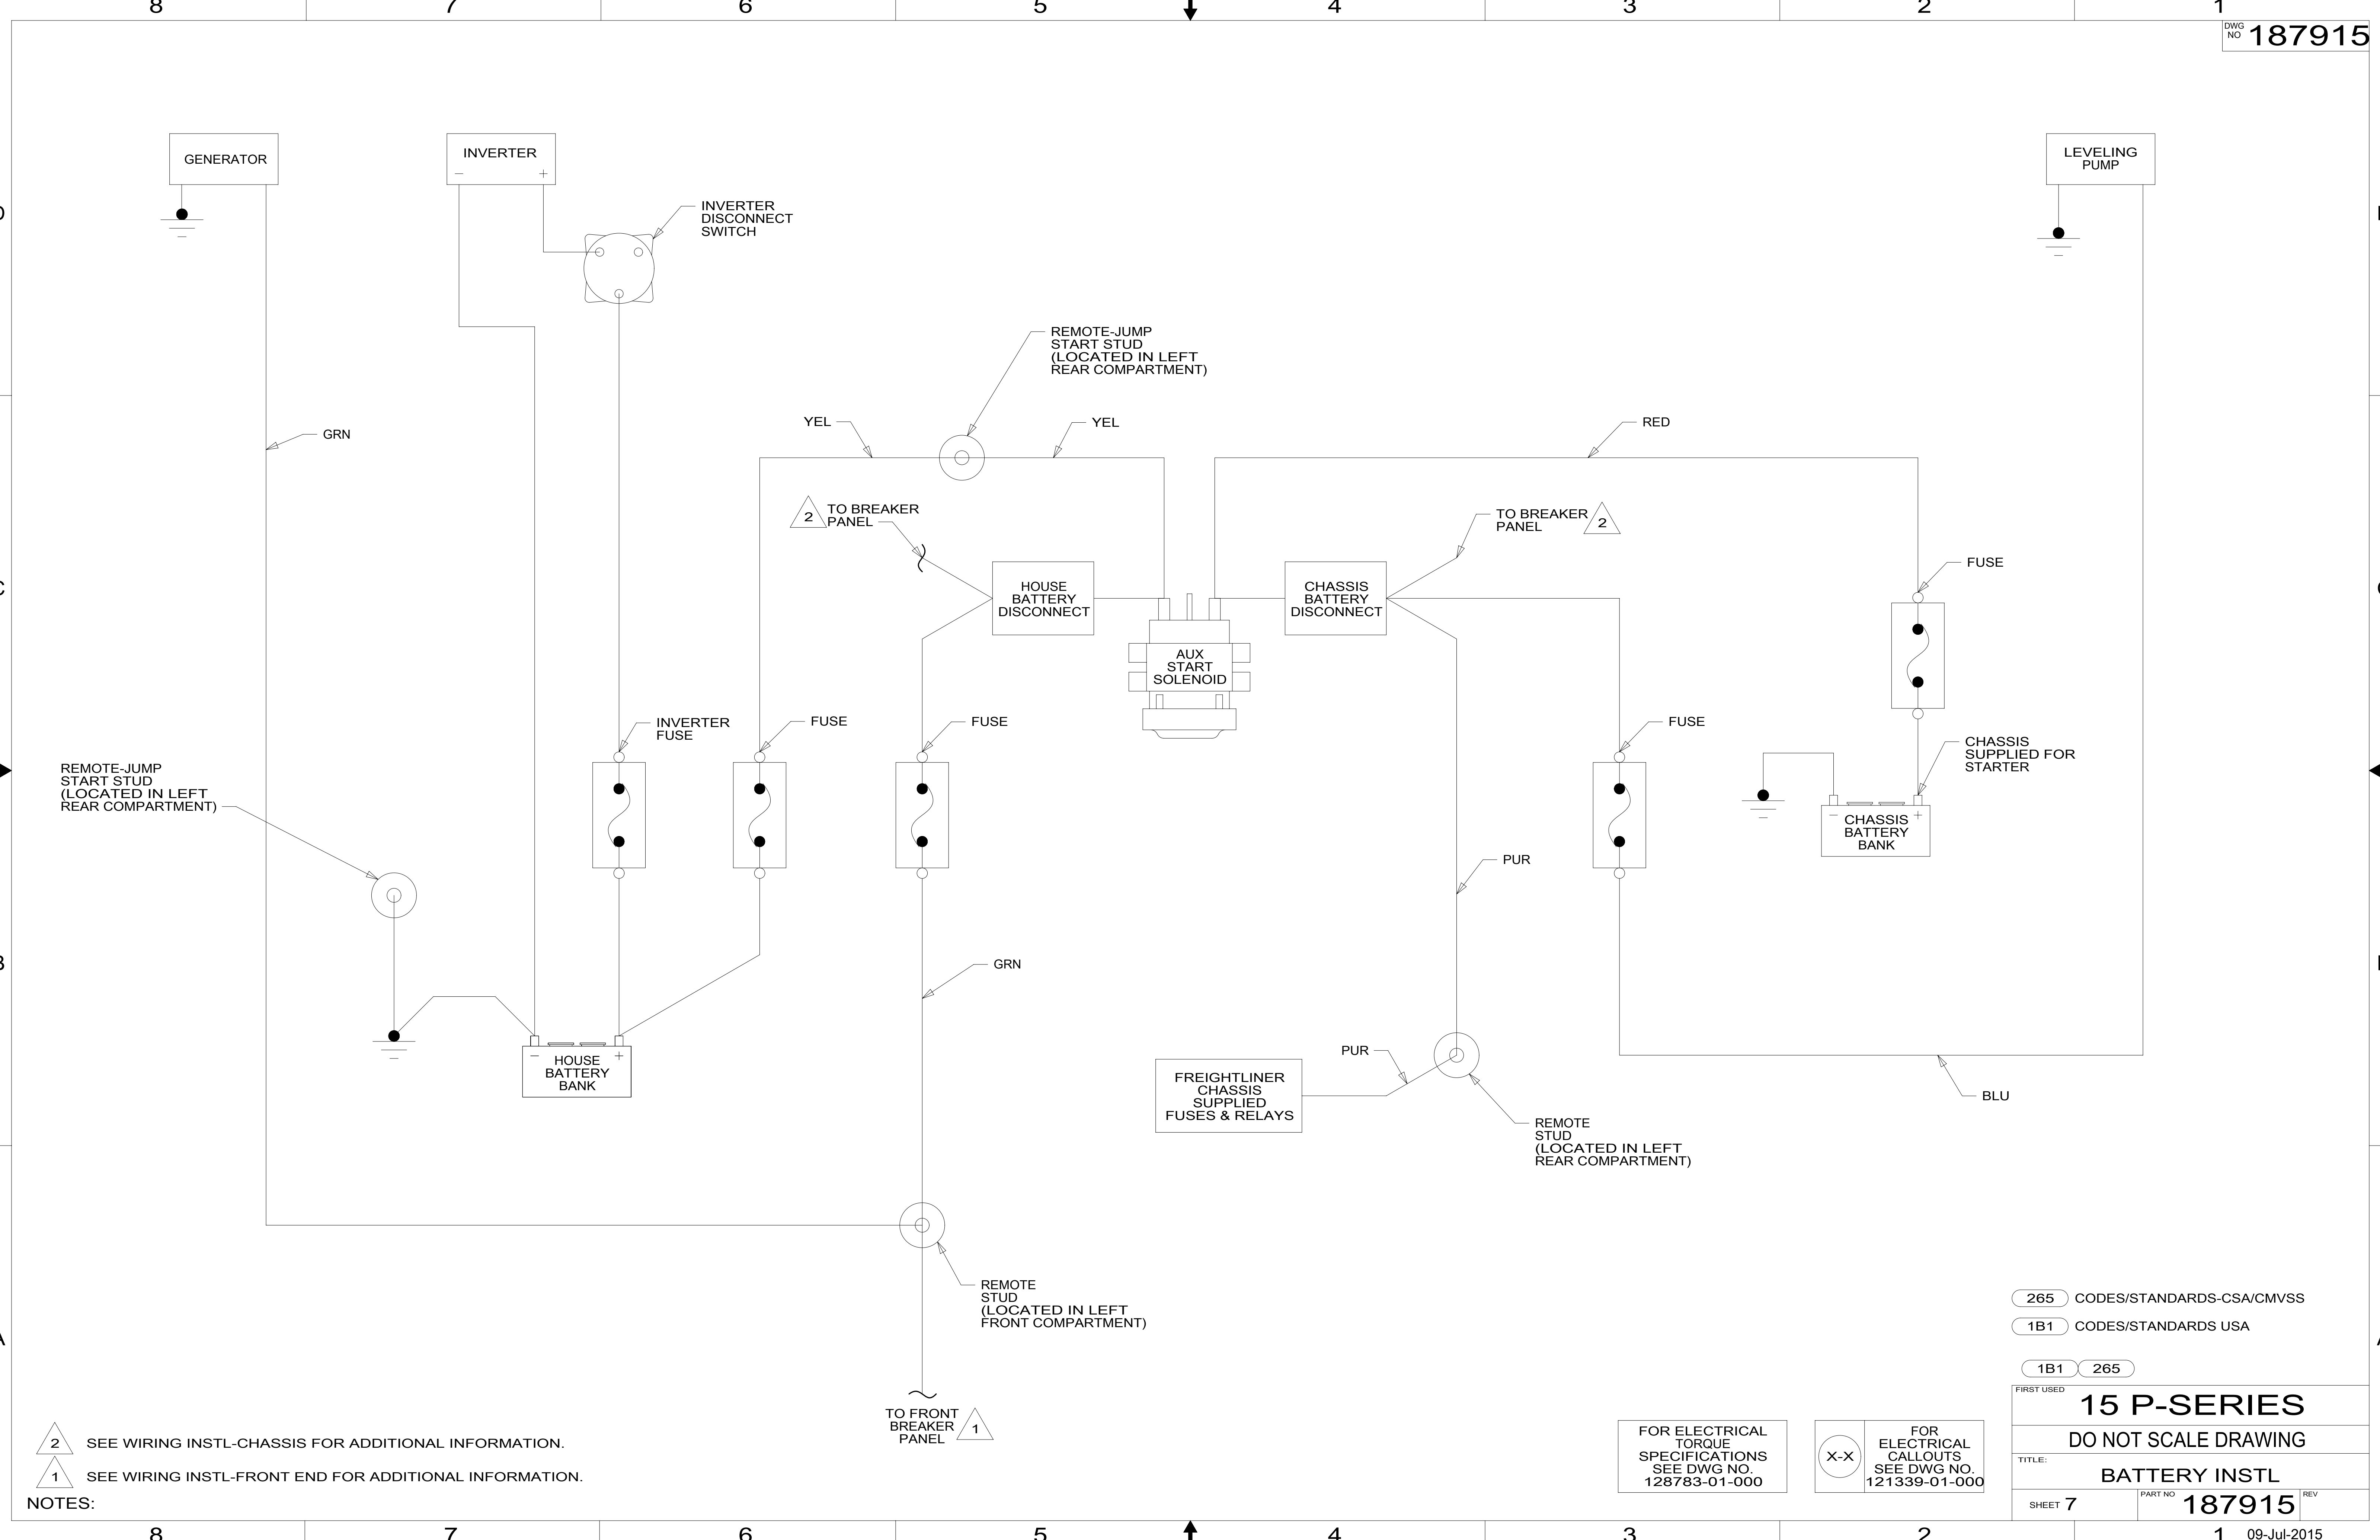 8 7 6 5 4 3 2 1
DWG
NO 187915
GENERATOR
INVERTER
- +
LEVELING
PUMP
INVERTER
DISCONNECT
SWITCH
REMOTE-JUMP
START STUD
(LOCATED IN LEFT
REAR COMPARTMENT)
GRN
YEL
YEL
RED
2
TO BREAKER
PANEL
TO BREAKER
PANEL
2
FUSE
HOUSE
BATTERY
DISCONNECT
CHASSIS
BATTERY
DISCONNECT
AUX
START
SOLENOID
INVERTER
FUSE
FUSE
FUSE
FUSE
CHASSIS
SUPPLIED FOR
STARTER
REMOTE-JUMP
START STUD
(LOCATED IN LEFT
REAR COMPARTMENT)
- +
CHASSIS
BATTERY
BANK
PUR
GRN
- +
HOUSE
BATTERY
BANK
PUR
FREIGHTLINER
CHASSIS
SUPPLIED
FUSES & RELAYS
BLU
REMOTE
STUD
(LOCATED IN LEFT
REAR COMPARTMENT)
REMOTE
STUD
(LOCATED IN LEFT
FRONT COMPARTMENT)
265 CODES/STANDARDS-CSA/CMVSS
1B1 CODES/STANDARDS USA
1B1 265
TO FRONT
BREAKER
PANEL
1
2 SEE WIRING INSTL-CHASSIS FOR ADDITIONAL INFORMATION.
1 SEE WIRING INSTL-FRONT END FOR ADDITIONAL INFORMATION.
NOTES:
FOR ELECTRICAL
TORQUE
SPECIFICATIONS
SEE DWG NO.
128783-01-000
X-X
FOR
ELECTRICAL
CALLOUTS
SEE DWG NO.
121339-01-000
FIRST USED
15 P-SERIES
DO NOT SCALE DRAWING
TITLE:
BATTERY INSTL
SHEET 7
PART NO 187915 REV
8 7 6 5 4 3 2 1
09-Jul-2015